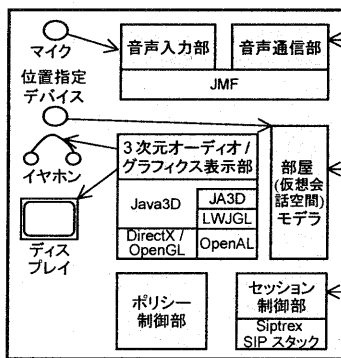 マイク
音声入力部
音声通信部
JMF
位置指定
デバイス
イヤホン
3次元オーディオ/
グラフィクス表示部
Java3D
JA3D
LWJGL
DirectX /
OpenGL
OpenAL
部屋
(仮想会
話空間)
モデラ
ディス
プレイ
ポリシー
制御部
セッション
制御部
Siptrex
SIP スタック